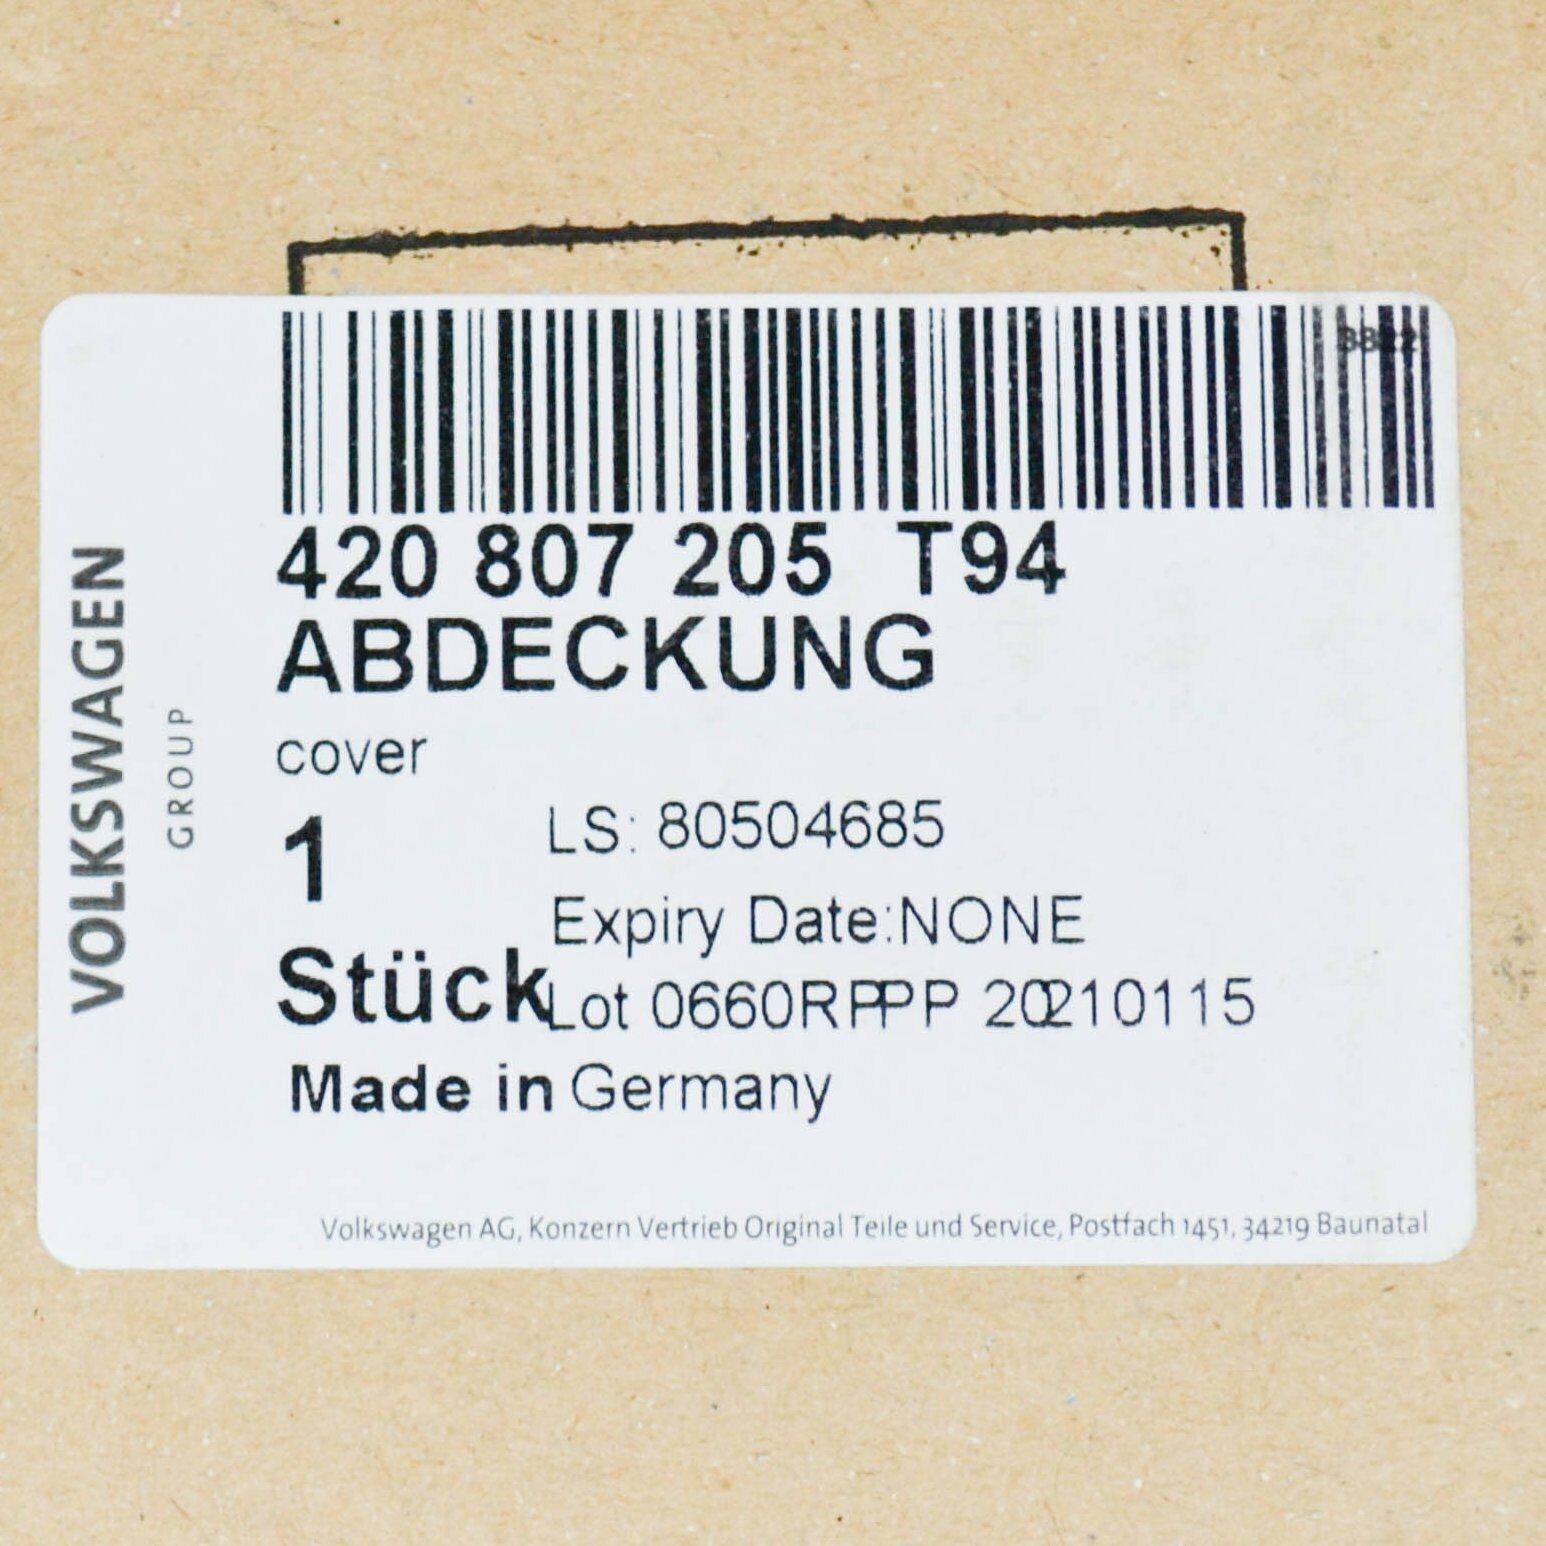 3822
420 807 205 T94
ABDECKUNG
cover
1
LS: 80504685
Expiry Date:NONE
Stück
Lot 0660RPPP 20210115
Made in Germany
Volkswagen AG, Konzern Vertrieb Original Teile und Service, Postfach 1451, 34219 Baunatal
VOLKSWAGEN
GROUP